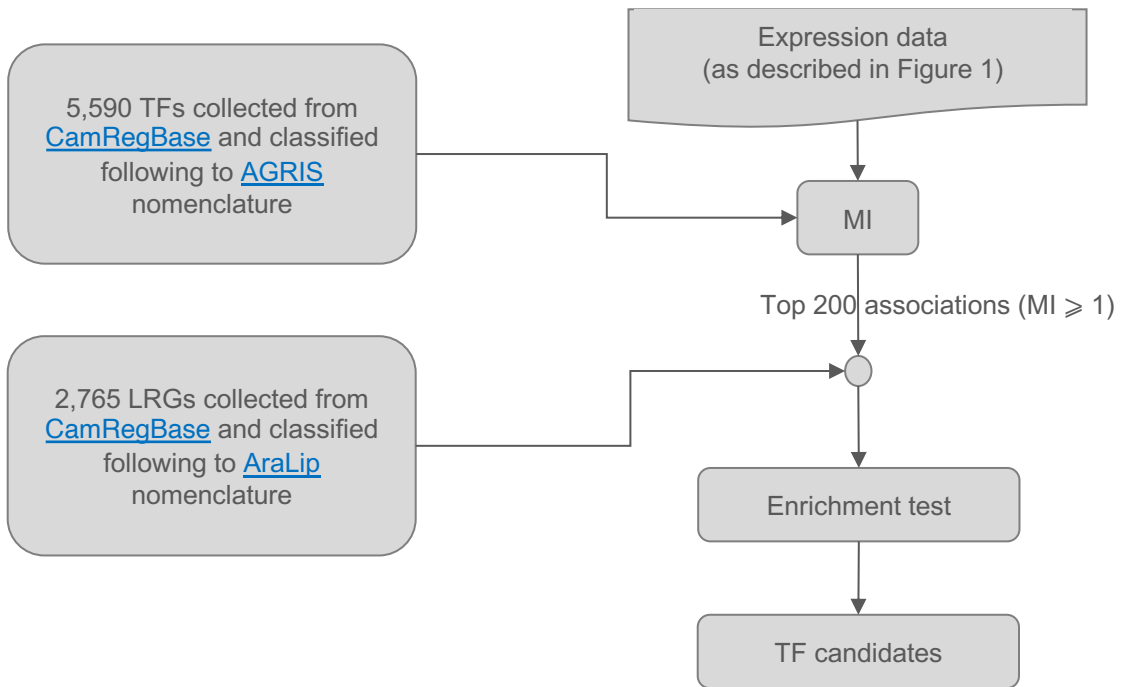 Expression data
(as described in Figure 1)
5,590 TFs collected from
CamRegBase and classified
following to AGRIS
nomenclature
MI
Top 200 associations (MI ⩾ 1)
2,765 LRGs collected from
CamRegBase and classified
following to AraLip
nomenclature
Enrichment test
TF candidates